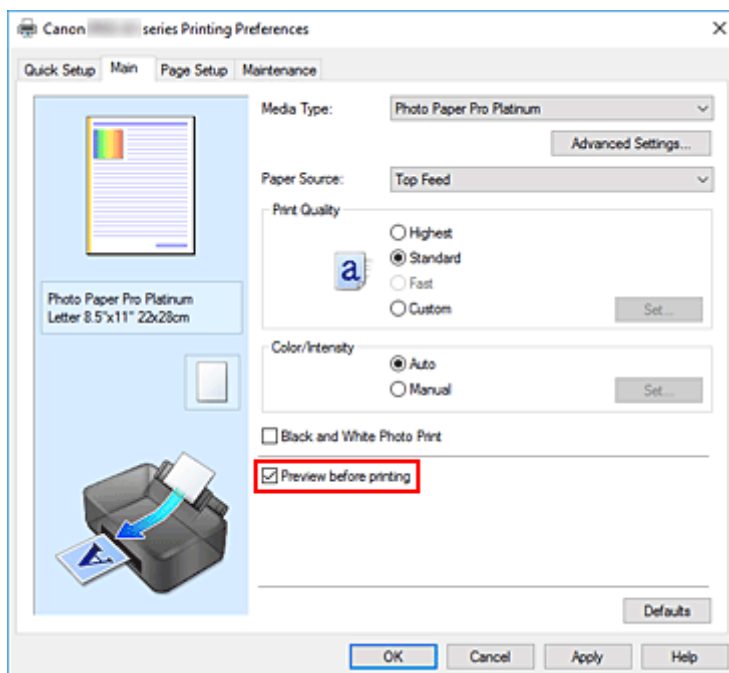 Canon series Printing Preferences
Quick Setup Main Page Setup Maintenance
Media Type: Photo Paper Pro Platinum
Advanced Settings...
Paper Source: Top Feed
Print Quality
Highest
a Standard
Fast
Custom Set...
Photo Paper Pro Platinum
Letter 8.5"x11" 22x28cm
Color/Intensity
Auto
Manual Set...
Black and White Photo Print
Preview before printing
A
Defaults
OK Cancel Apply Help